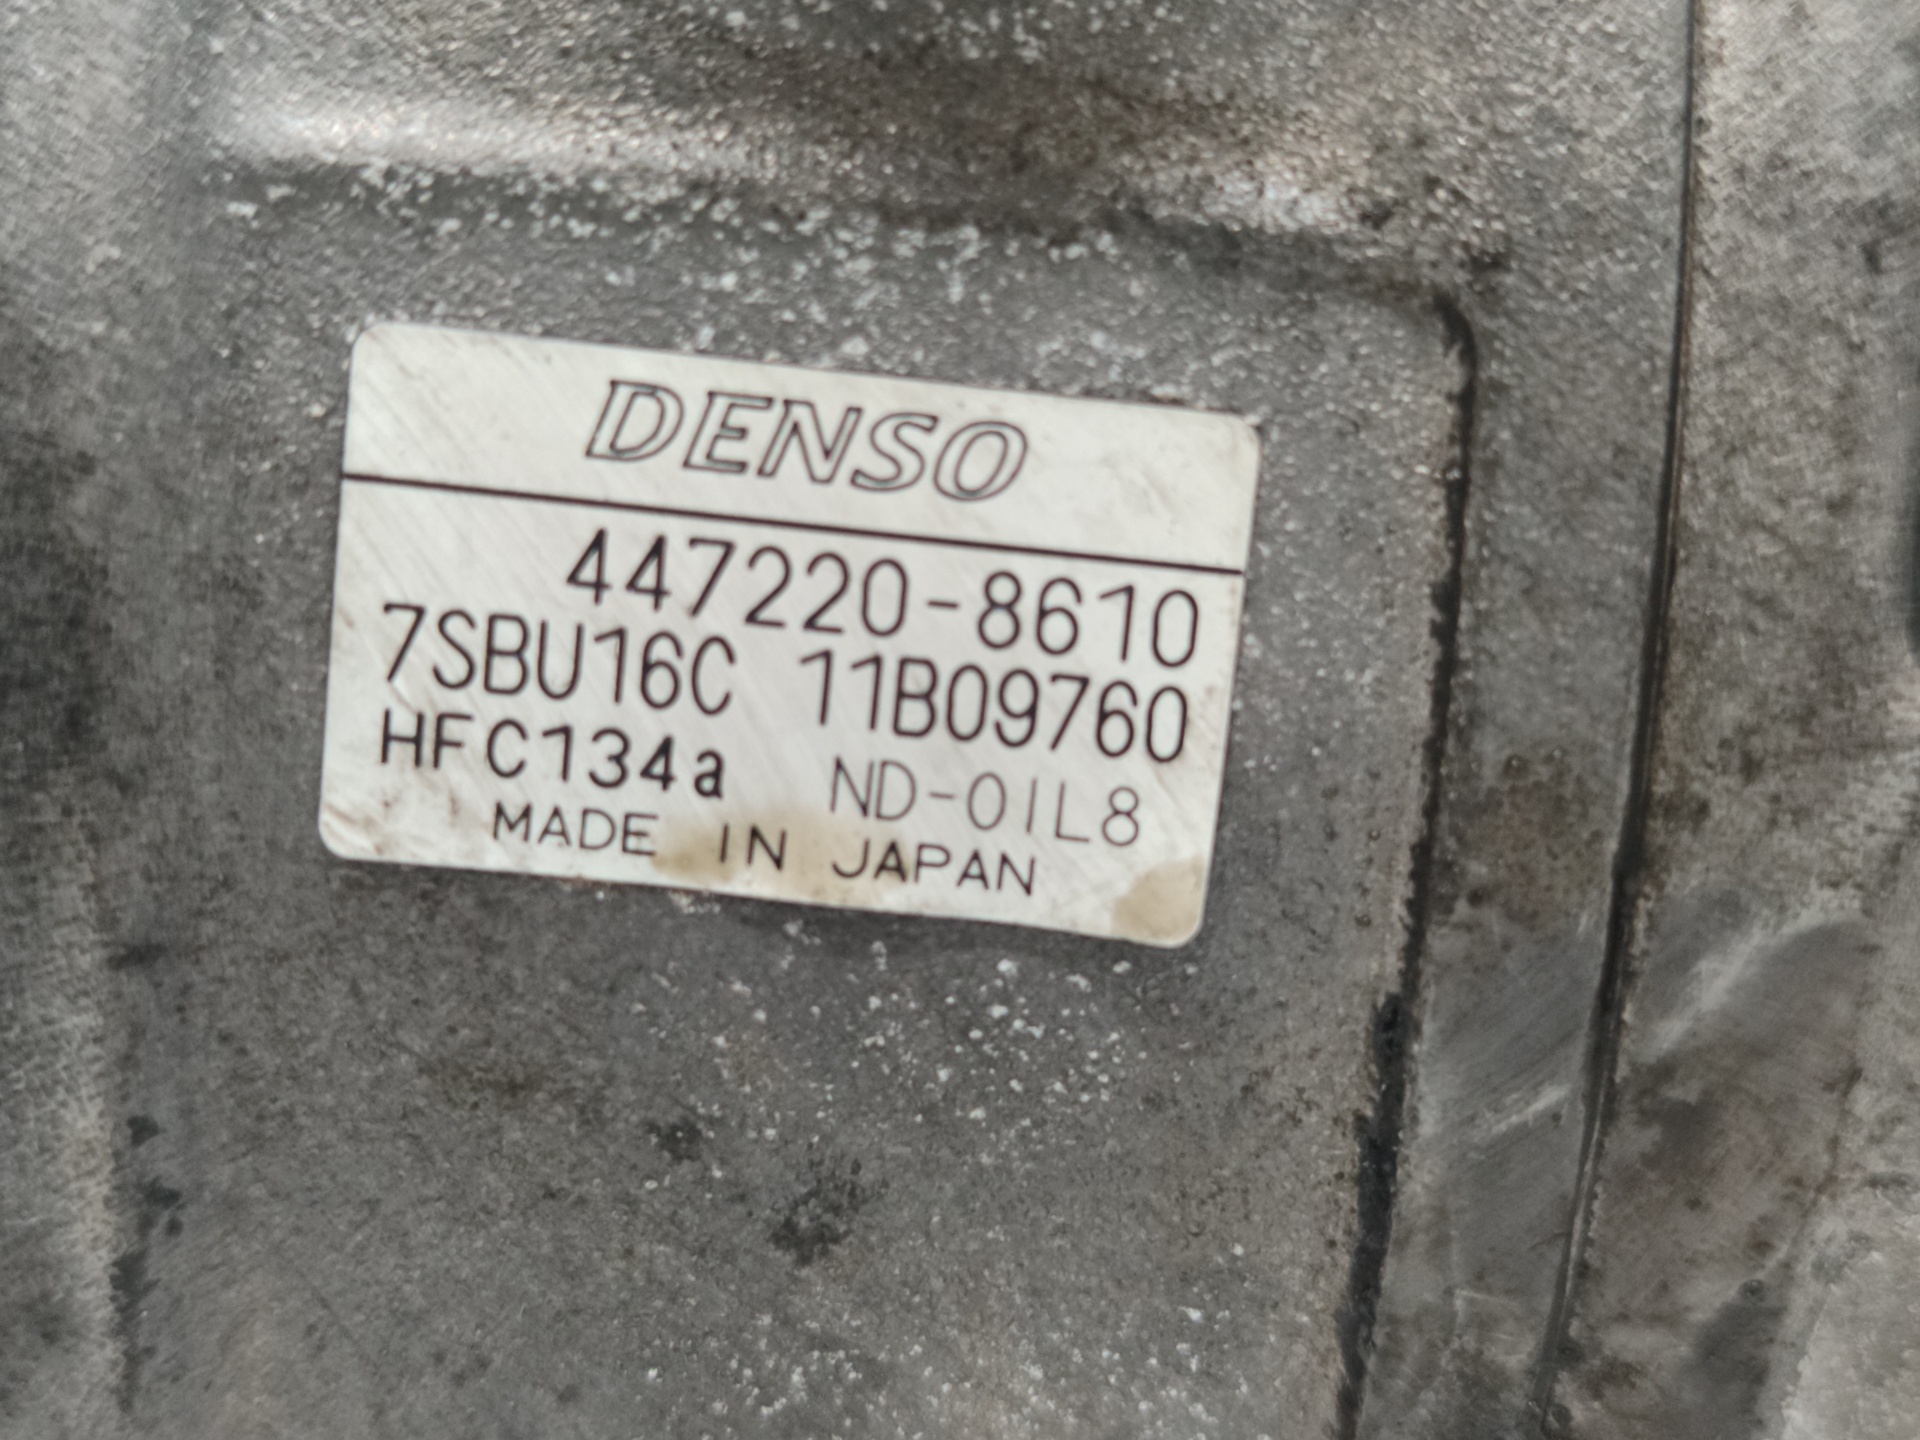 DENSO
447220-8610
7SBU16C 11B09760
HFC134a ND-OIL8
MADE IN JAPAN